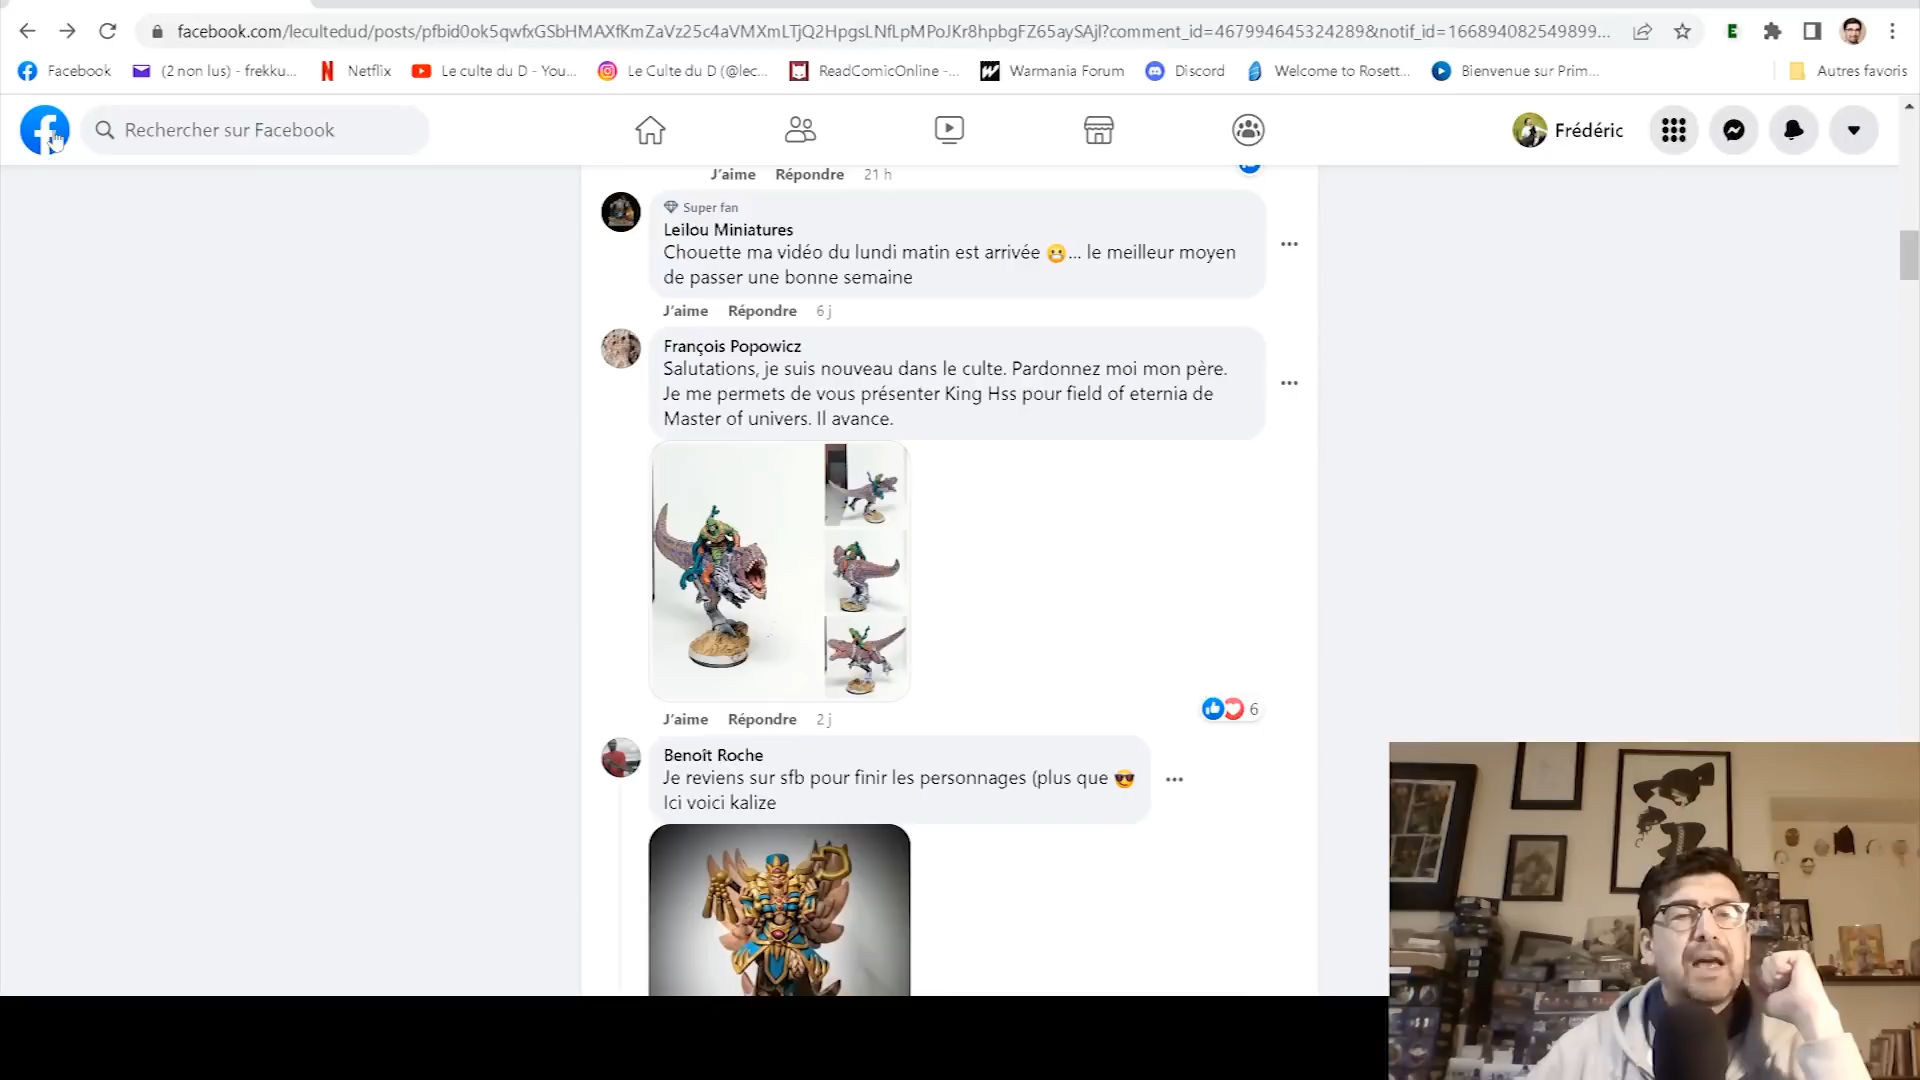 facebook.com/lecultedud/posts/pfbid0ok5qwfxGSbHMAXfKmZaVz25c4aVMXmLTjQ2HpgsLNfLpMPoJKr8hpbgFZ65aySAjl?comment_id=467994645324289&notif_id=166894082549899...
Facebook (2 non lus) - frekku... Netflix Le culte du D - You... Le Culte du D (@lec... ReadComicOnline -... Warmania Forum Discord Welcome to Rosett... Bienvenue sur Prim... Autres favoris
Rechercher sur Facebook
Frédéric
J'aime Répondre 21 h
Super fan
Leilou Miniatures
Chouette ma vidéo du lundi matin est arrivée 😬... le meilleur moyen
de passer une bonne semaine
J'aime Répondre 6 j
François Popowicz
Salutations, je suis nouveau dans le culte. Pardonnez moi mon père.
Je me permets de vous présenter King Hss pour field of eternia de
Master of univers. Il avance.
J'aime Répondre 2 j
6
Benoît Roche
Je reviens sur sfb pour finir les personnages (plus que 😎
Ici voici kalize